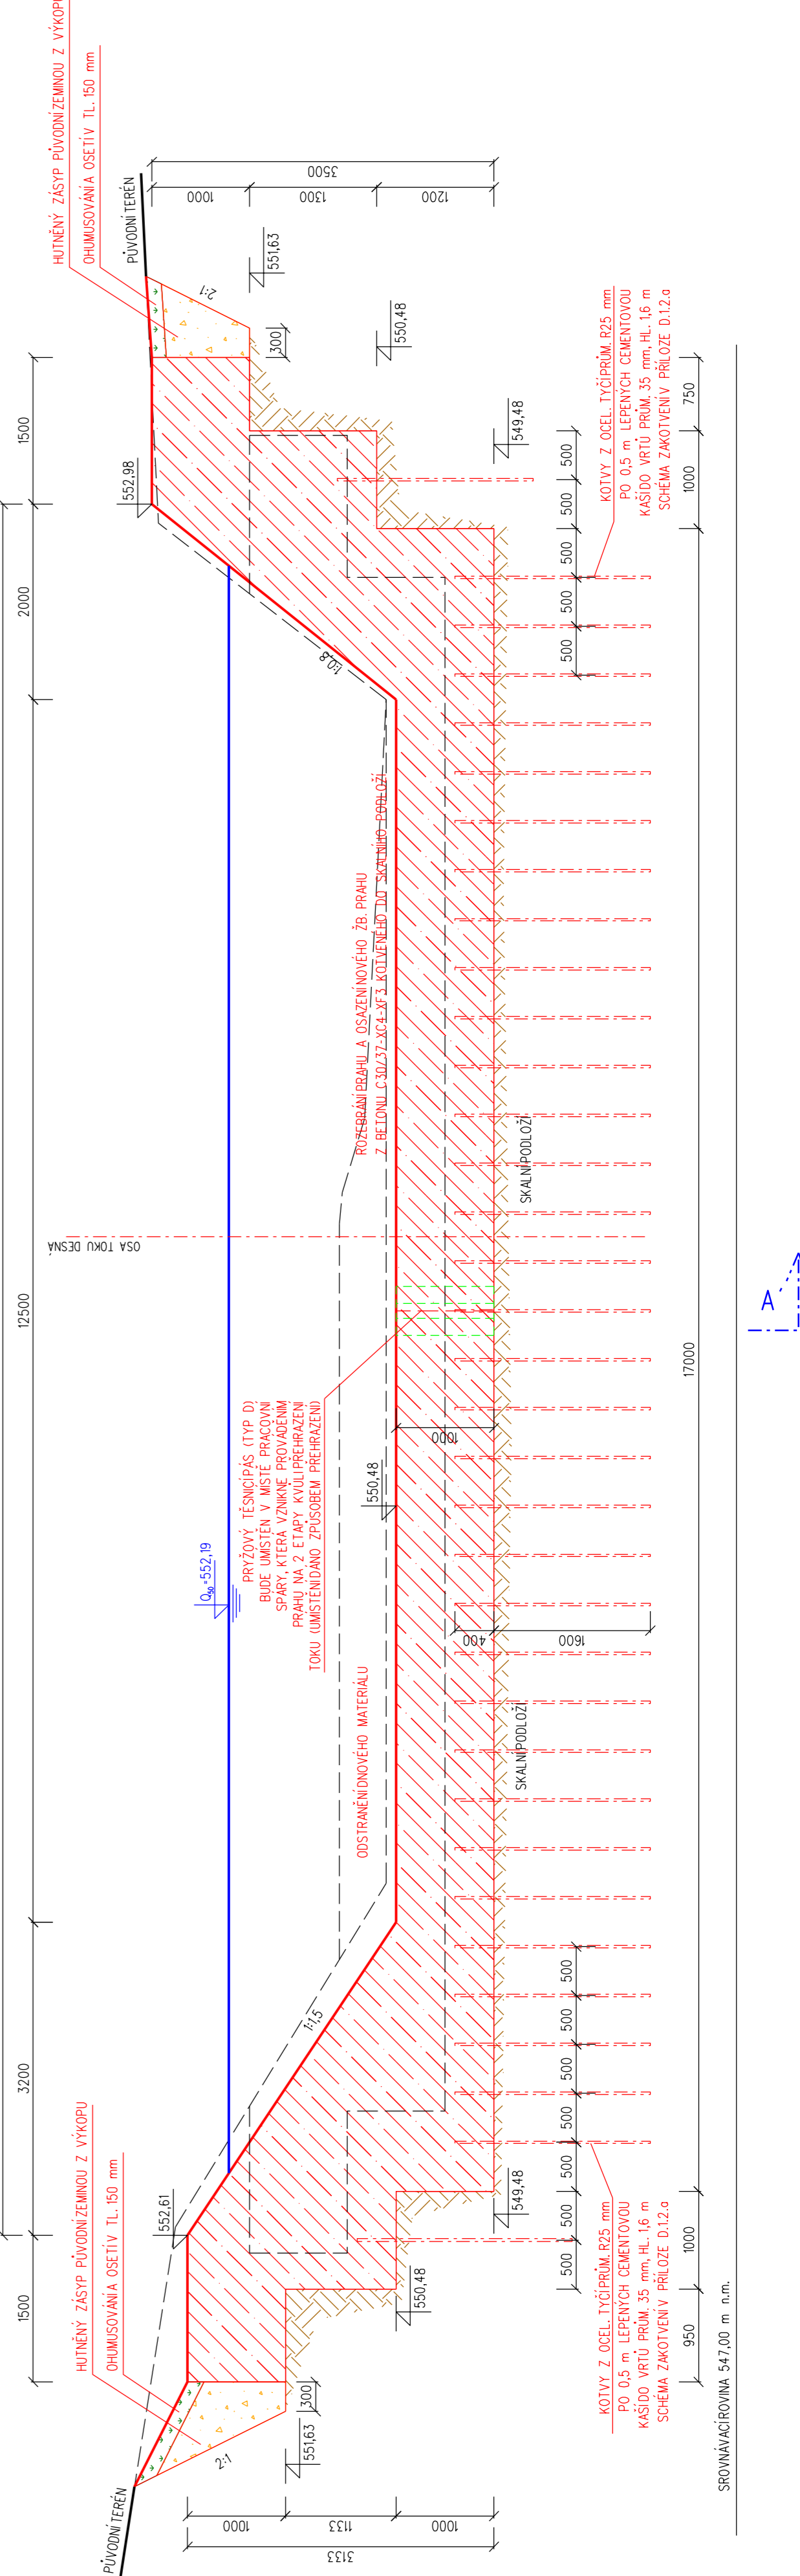 HUTNĚNÝ ZÁSYP PŮVODNÍ ZEMINOU Z VÝKOPU
OHUMUSOVÁNÍ A OSETÍ V TL. 150 mm
PŮVODNÍ TERÉN
2:1
300
551,63
1000
1133
1000
3133
1500
3200
12500
2000
1500
552,61
1:1,5
550,48
549,48
Q50=552,19
ODSTRANĚNÍ DNOVÉHO MATERIÁLU
PRYŽOVÝ TĚSNÍCÍ PÁS (TYP D)
BUDE UMÍSTĚN V MÍSTĚ PRACOVNÍ
SPÁRY, KTERÁ VZNIKNE PROVÁDĚNÍM
PRAHU NA 2 ETAPY KVŮLI PŘEHRAZENÍ
TOKU (UMÍSTĚNÍ DÁNO ZPŮSOBEM PŘEHRAZENÍ)
550,48
1000
400
1600
OSA TOKU DESNÁ
ROZEBRÁNÍ PRAHU A OSAZENÍ NOVÉHO ŽB. PRAHU
Z BETONU C30/37-XC4-XF3 KOTVENÉHO DO SKALNÍHO PODLOŽÍ
SKALNÍ PODLOŽÍ
SKALNÍ PODLOŽÍ
1:0,8
552,98
HUTNĚNÝ ZÁSYP PŮVODNÍ ZEMINOU Z VÝKOPU
OHUMUSOVÁNÍ A OSETÍ V TL. 150 mm
PŮVODNÍ TERÉN
2:1
300
551,63
550,48
549,48
1000
1300
1200
3500
500
500
500
500
500
500
500
500
500
500
500
500
KOTVY Z OCEL. TYČÍ PRŮM. R25 mm
PO 0,5 m LEPENÝCH CEMENTOVOU
KAŠÍ DO VRTŮ PRŮM. 35 mm, HL. 1,6 m
SCHÉMA ZAKOTVENÍ V PŘÍLOZE D.1.2.a
KOTVY Z OCEL. TYČÍ PRŮM. R25 mm
PO 0,5 m LEPENÝCH CEMENTOVOU
KAŠÍ DO VRTŮ PRŮM. 35 mm, HL. 1,6 m
SCHÉMA ZAKOTVENÍ V PŘÍLOZE D.1.2.a
950
1000
17000
1000
750
SROVNÁVACÍ ROVINA 547,00 m n.m.
A